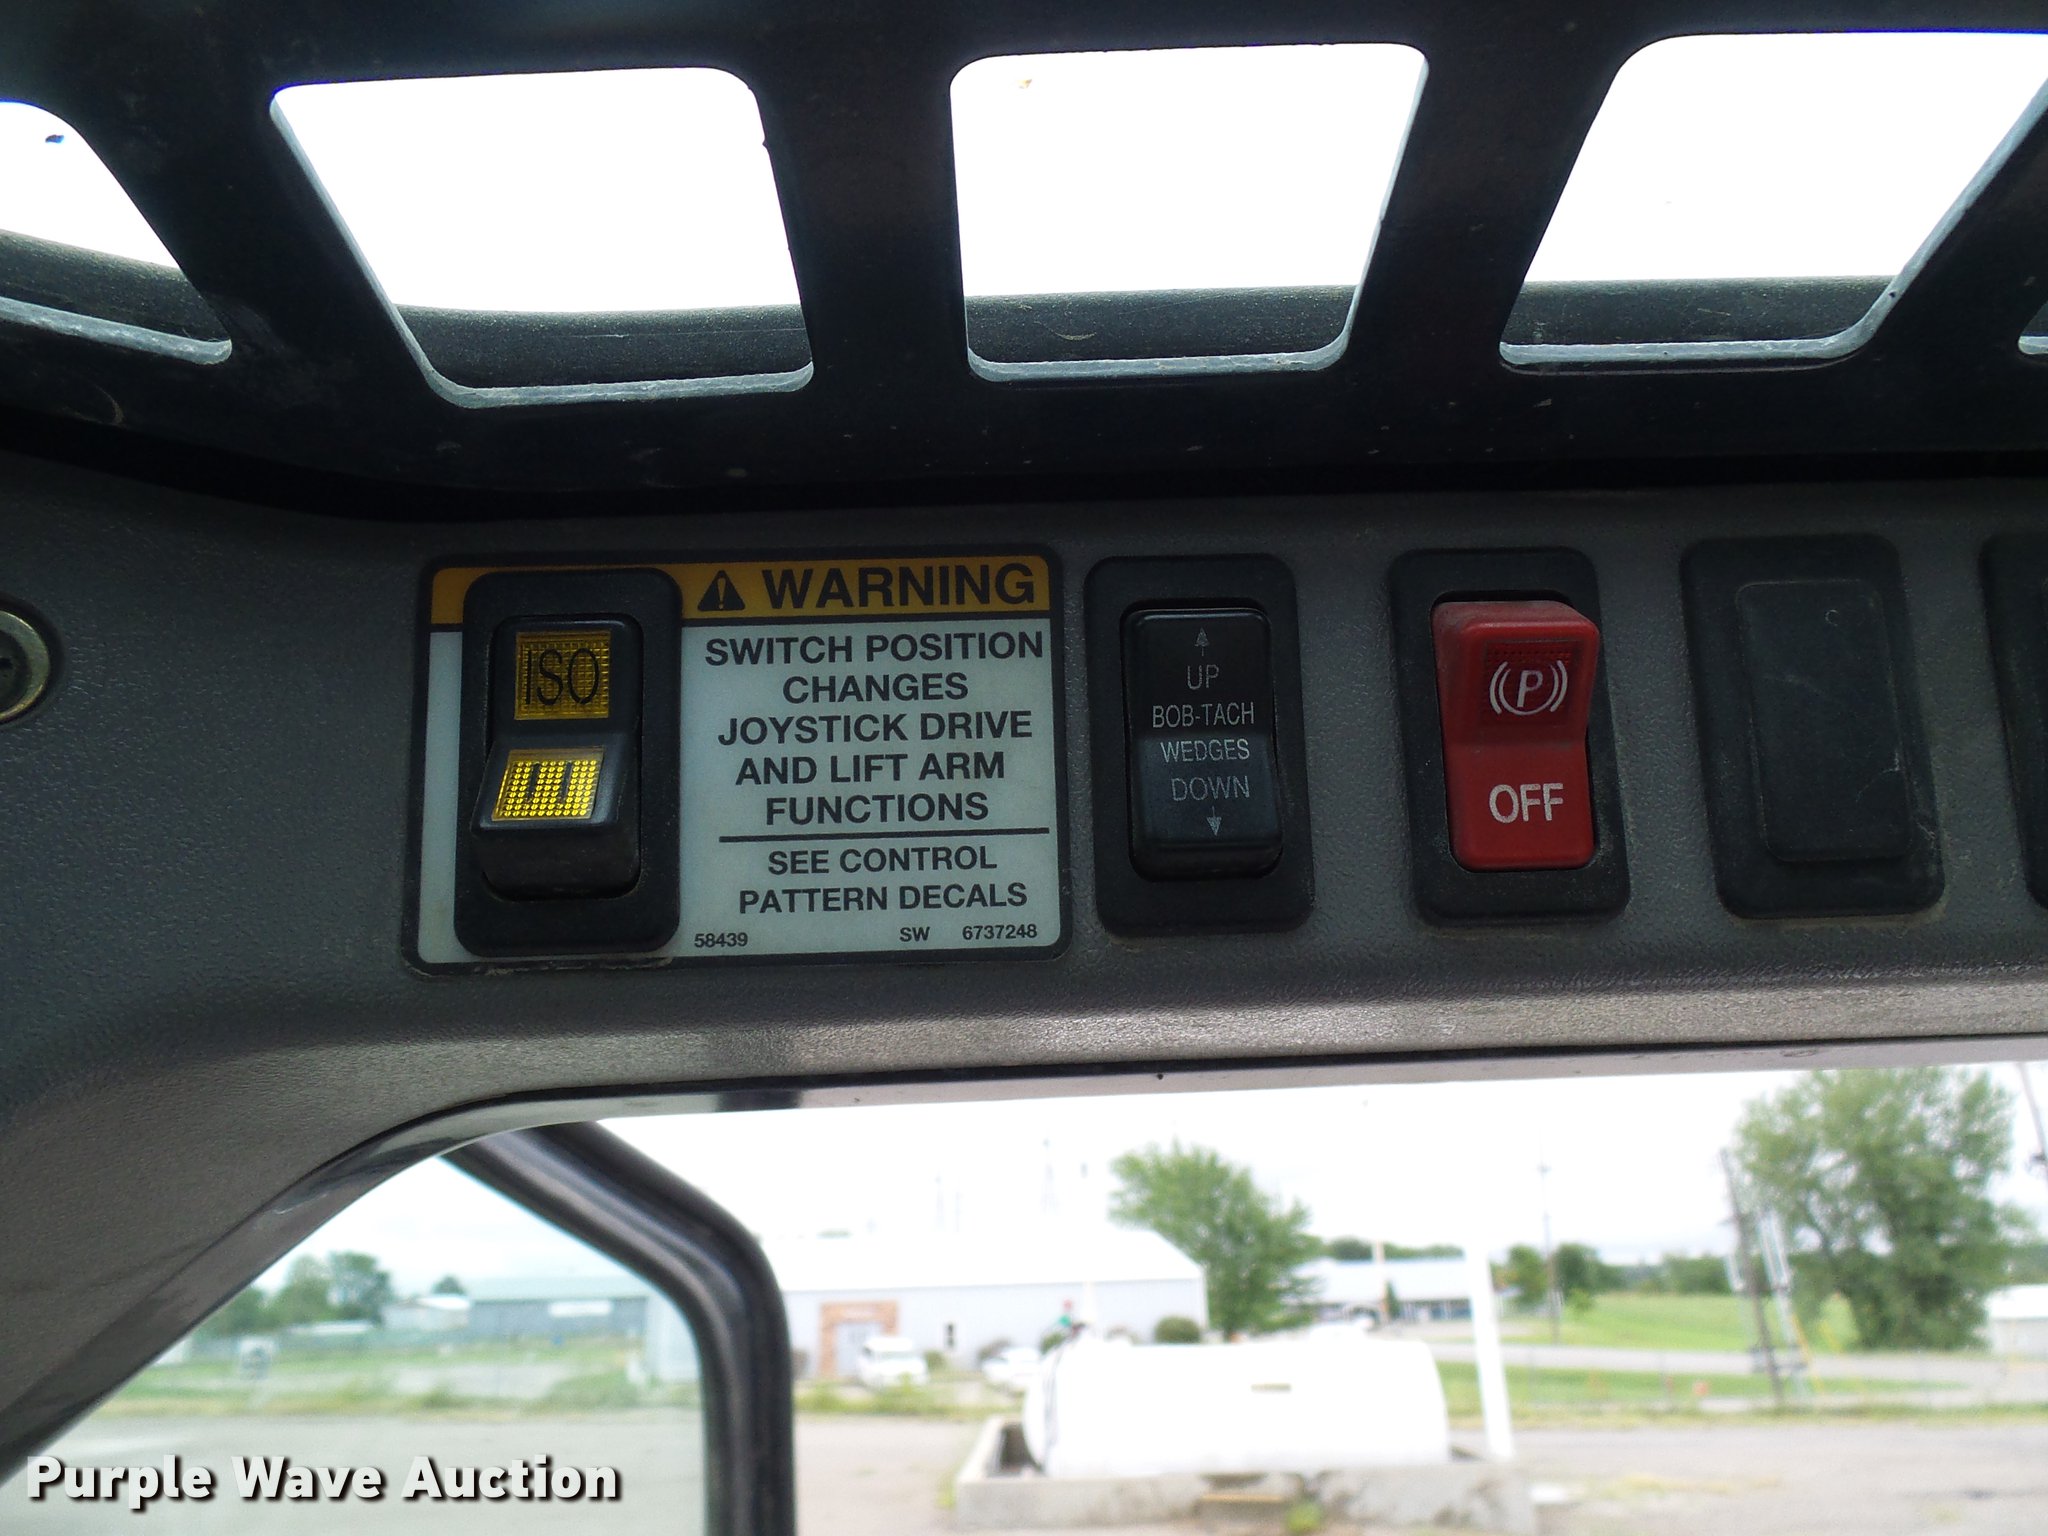 ISO
WARNING
SWITCH POSITION
CHANGES
JOYSTICK DRIVE
AND LIFT ARM
FUNCTIONS
SEE CONTROL
PATTERN DECALS
58439 SW 6737248
UP
BOB-TACH
WEDGES
DOWN
P
OFF
Purple Wave Auction